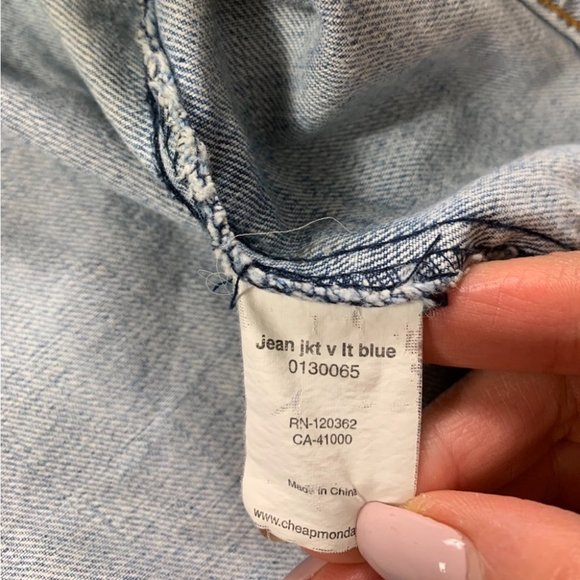 Jean jkt v lt blue
0130065
RN-120362
CA-41000
Made in China
www.cheapmonda